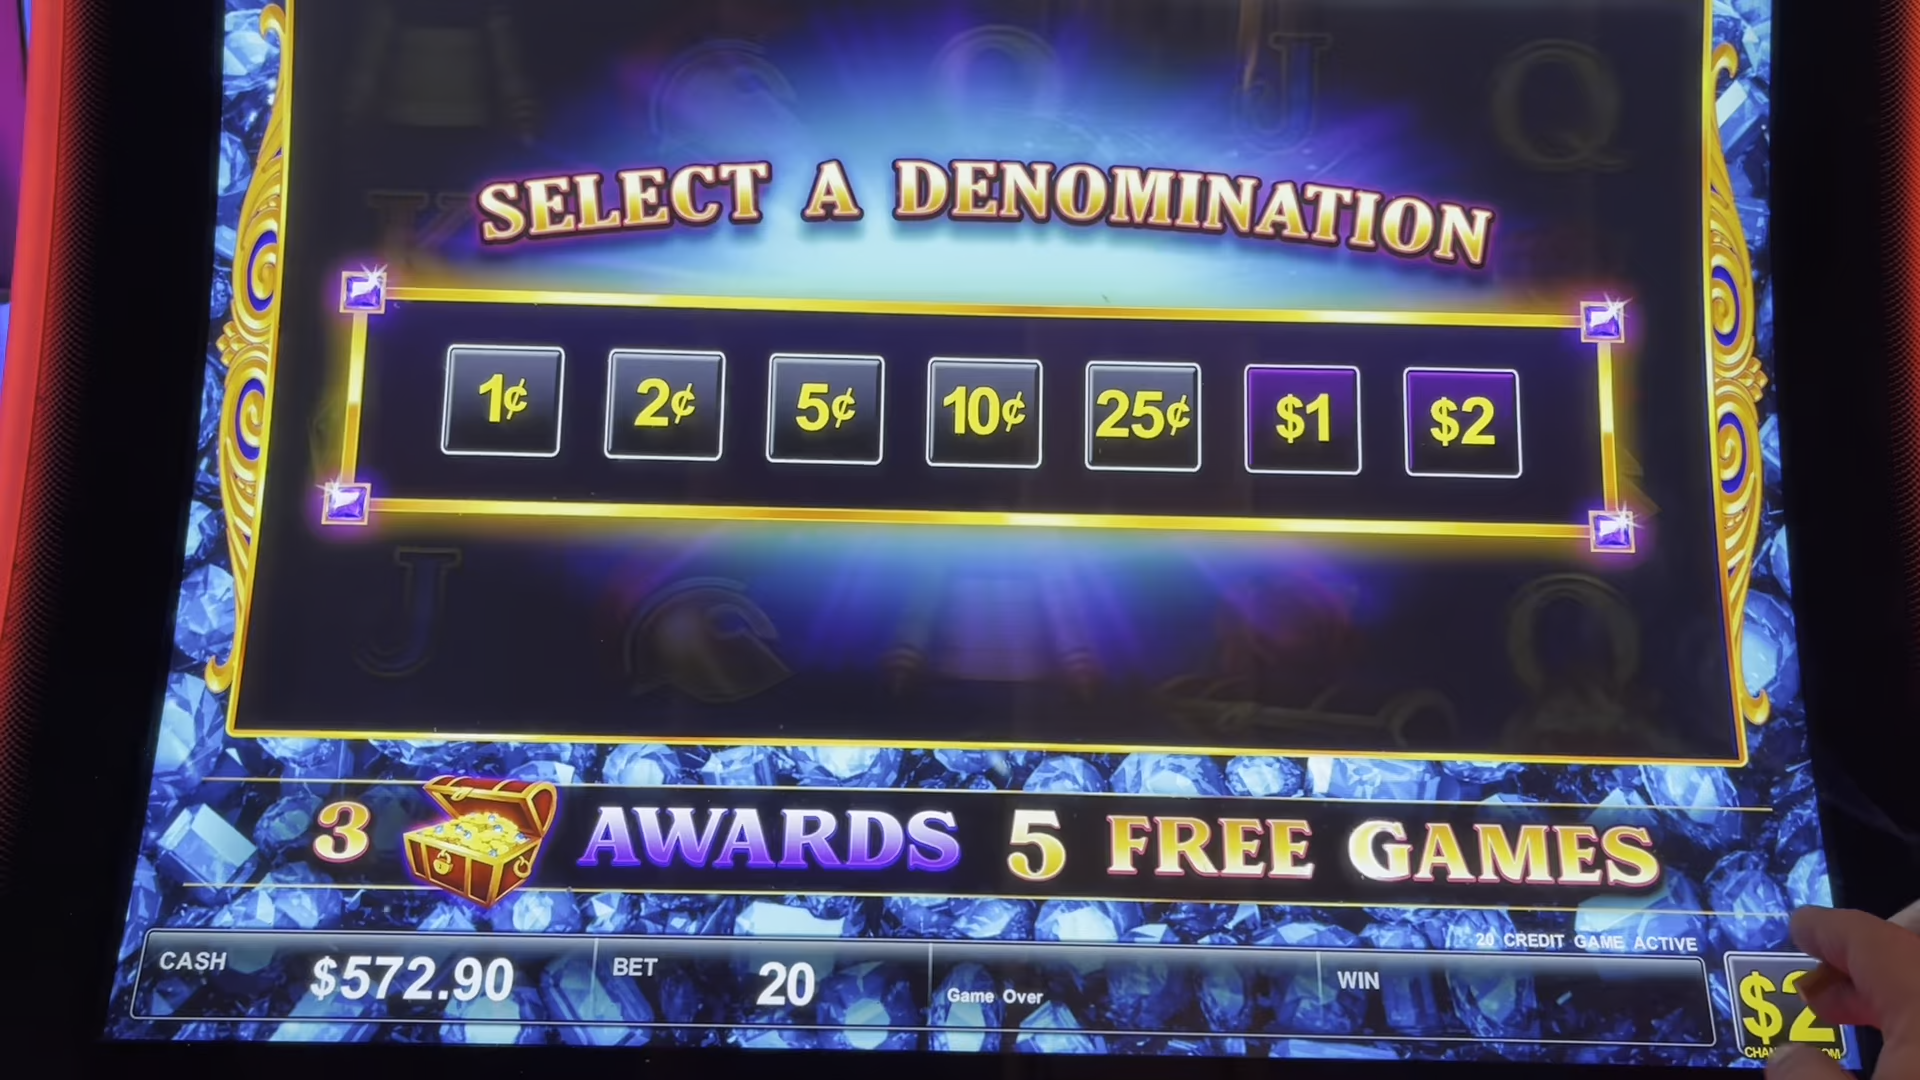 SELECT A DENOMINATION
1¢ 2¢ 5¢ 10¢ 25¢ $1 $2
3 AWARDS 5 FREE GAMES
20 CREDIT GAME ACTIVE
CASH $572.90 BET 20 Game Over WIN
$2